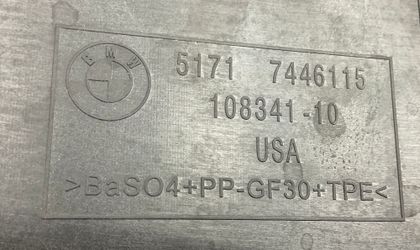 BMW
5171 7446115
108341-10
USA
>BaSO4+PP-GF30+TPE<